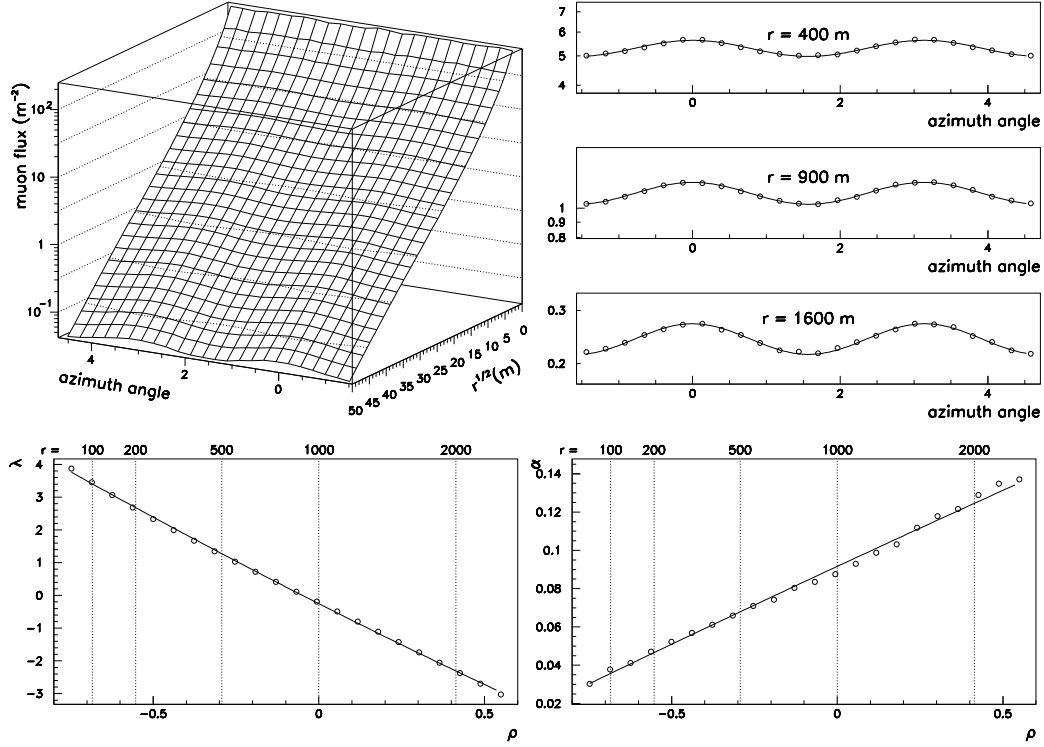 muon flux (m⁻²)
10²
10
1
10⁻¹
4
2
0
azimuth angle
50 45 40 35 30 25 20 15 10 5 0
r^1/2(m)
7
6
5
4
r = 400 m
0 2 4
azimuth angle
1
0.9
0.8
r = 900 m
0 2 4
azimuth angle
0.3
0.2
r = 1600 m
0 2 4
azimuth angle
r = 100 200 500 1000 2000
λ
4
3
2
1
0
−1
−2
−3
−0.5 0 0.5
ρ
r = 100 200 500 1000 2000
α
0.14
0.12
0.1
0.08
0.06
0.04
0.02
−0.5 0 0.5
ρ